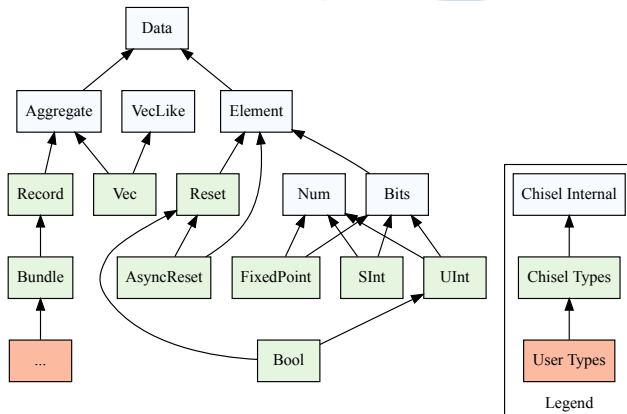 Data
Aggregate
VecLike
Element
Record
Vec
Reset
Num
Bits
Chisel Internal
Bundle
AsyncReset
FixedPoint
SInt
UInt
Chisel Types
...
Bool
User Types
Legend